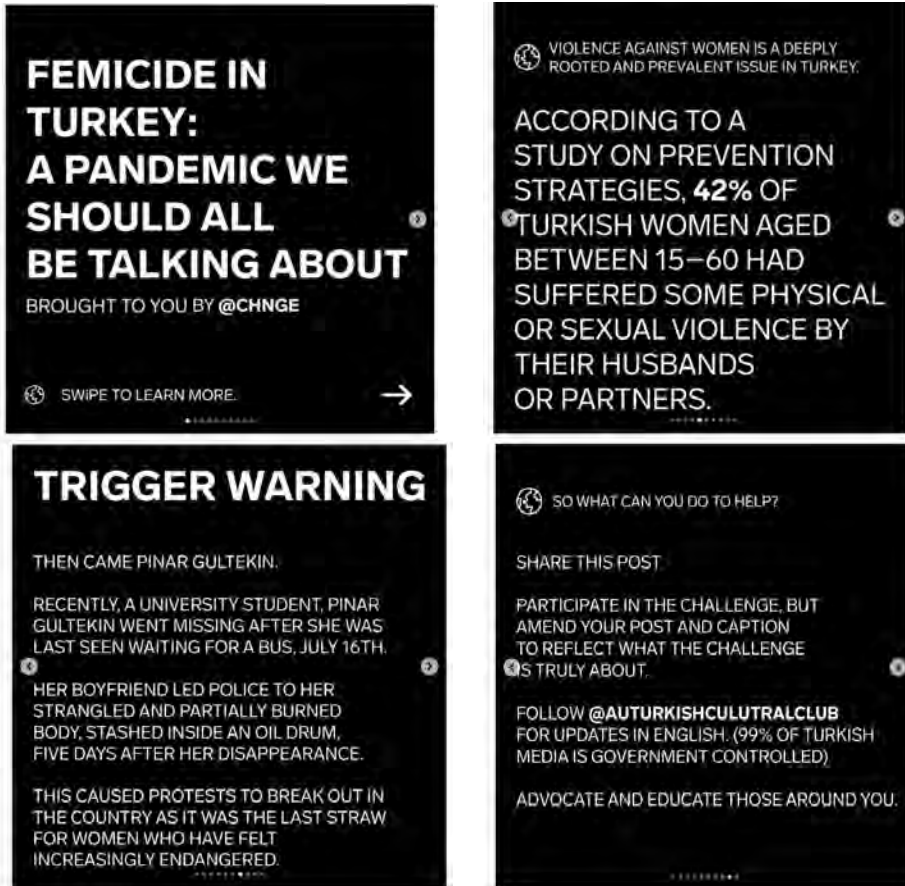 FEMICIDE IN
TURKEY:
A PANDEMIC WE
SHOULD ALL
BE TALKING ABOUT
BROUGHT TO YOU BY @CHNGE
SWIPE TO LEARN MORE.
VIOLENCE AGAINST WOMEN IS A DEEPLY
ROOTED AND PREVALENT ISSUE IN TURKEY.
ACCORDING TO A
STUDY ON PREVENTION
STRATEGIES, 42% OF
TURKISH WOMEN AGED
BETWEEN 15–60 HAD
SUFFERED SOME PHYSICAL
OR SEXUAL VIOLENCE BY
THEIR HUSBANDS
OR PARTNERS.
TRIGGER WARNING
THEN CAME PINAR GULTEKIN.
RECENTLY, A UNIVERSITY STUDENT, PINAR
GULTEKIN WENT MISSING AFTER SHE WAS
LAST SEEN WAITING FOR A BUS, JULY 16TH.
HER BOYFRIEND LED POLICE TO HER
STRANGLED AND PARTIALLY BURNED
BODY, STASHED INSIDE AN OIL DRUM,
FIVE DAYS AFTER HER DISAPPEARANCE.
THIS CAUSED PROTESTS TO BREAK OUT IN
THE COUNTRY AS IT WAS THE LAST STRAW
FOR WOMEN WHO HAVE FELT
INCREASINGLY ENDANGERED.
SO WHAT CAN YOU DO TO HELP?
SHARE THIS POST.
PARTICIPATE IN THE CHALLENGE, BUT
AMEND YOUR POST AND CAPTION
TO REFLECT WHAT THE CHALLENGE
IS TRULY ABOUT.
FOLLOW @AUTURKISHCULUTRALCLUB
FOR UPDATES IN ENGLISH. (99% OF TURKISH
MEDIA IS GOVERNMENT CONTROLLED)
ADVOCATE AND EDUCATE THOSE AROUND YOU.